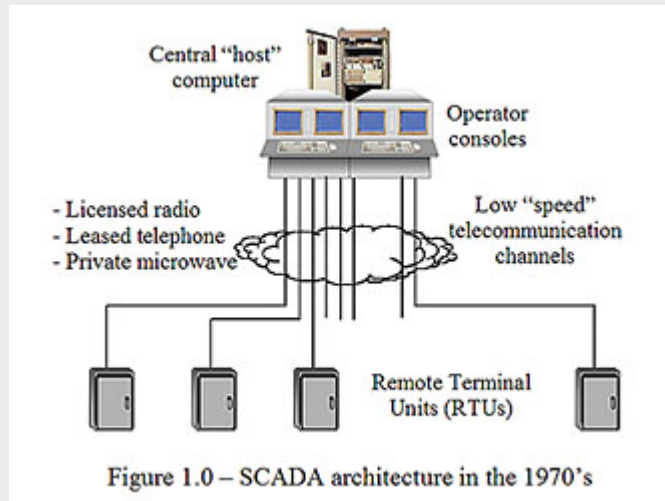 Central “host”
computer
Operator
consoles
- Licensed radio
- Leased telephone
- Private microwave
Low “speed”
telecommunication
channels
Remote Terminal
Units (RTUs)
Figure 1.0 – SCADA architecture in the 1970’s